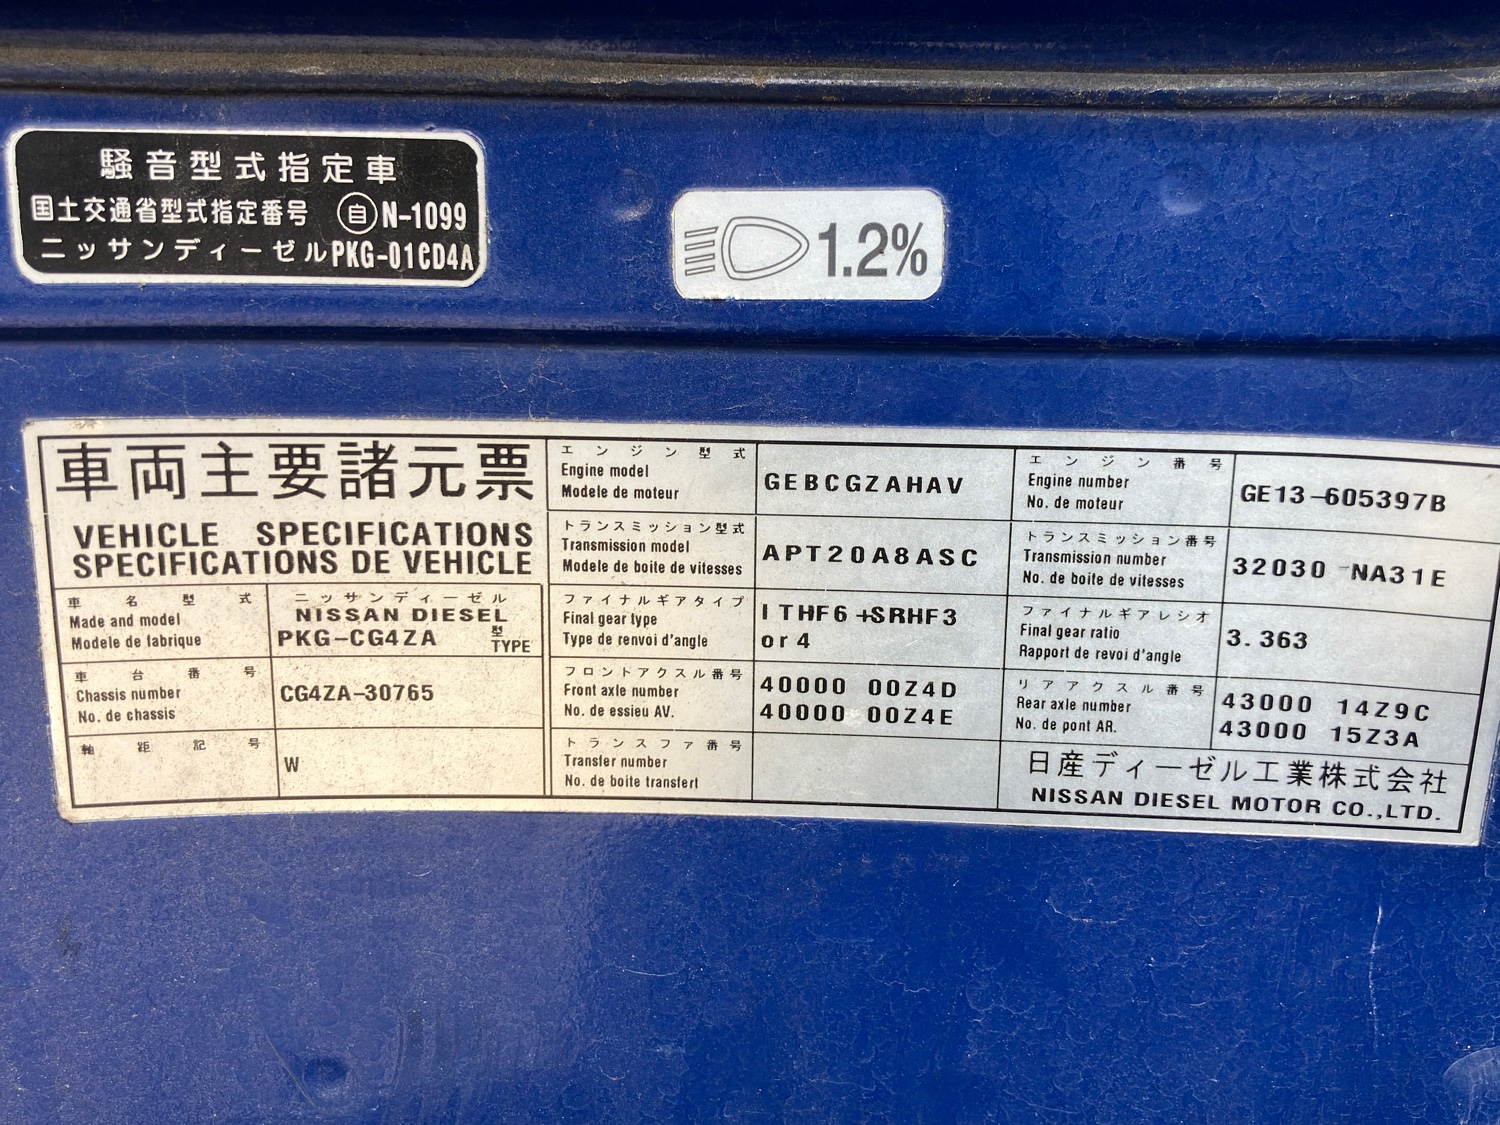 騒音型式指定車
国土交通省型式指定番号 自 N-1099
ニッサンディーゼル PKG-01CD4A
1.2%
車両主要諸元票
VEHICLE SPECIFICATIONS
SPECIFICATIONS DE VEHICLE
車名型式
Made and model
Modele de fabrique
ニッサンディーゼル
NISSAN DIESEL
PKG-CG4ZA 型 TYPE
車台番号
Chassis number
No. de chassis
CG4ZA-30765
軸距記号
W
エンジン型式
Engine model
Modele de moteur
GEBCGZAHAV
トランスミッション型式
Transmission model
Modele de boite de vitesses
APT20A8ASC
ファイナルギアタイプ
Final gear type
Type de renvoi d'angle
ITHF6+SRHF3
or 4
フロントアクスル番号
Front axle number
No. de essieu AV.
40000 00Z4D
40000 00Z4E
トランスファ番号
Transfer number
No. de boite transfert
エンジン番号
Engine number
No. de moteur
GE13-605397B
トランスミッション番号
Transmission number
No. de boite de vitesses
32030 NA31E
ファイナルギアレシオ
Final gear ratio
Rapport de revoi d'angle
3.363
リアアクスル番号
Rear axle number
No. de pont AR.
43000 14Z9C
43000 15Z3A
日産ディーゼル工業株式会社
NISSAN DIESEL MOTOR CO.,LTD.